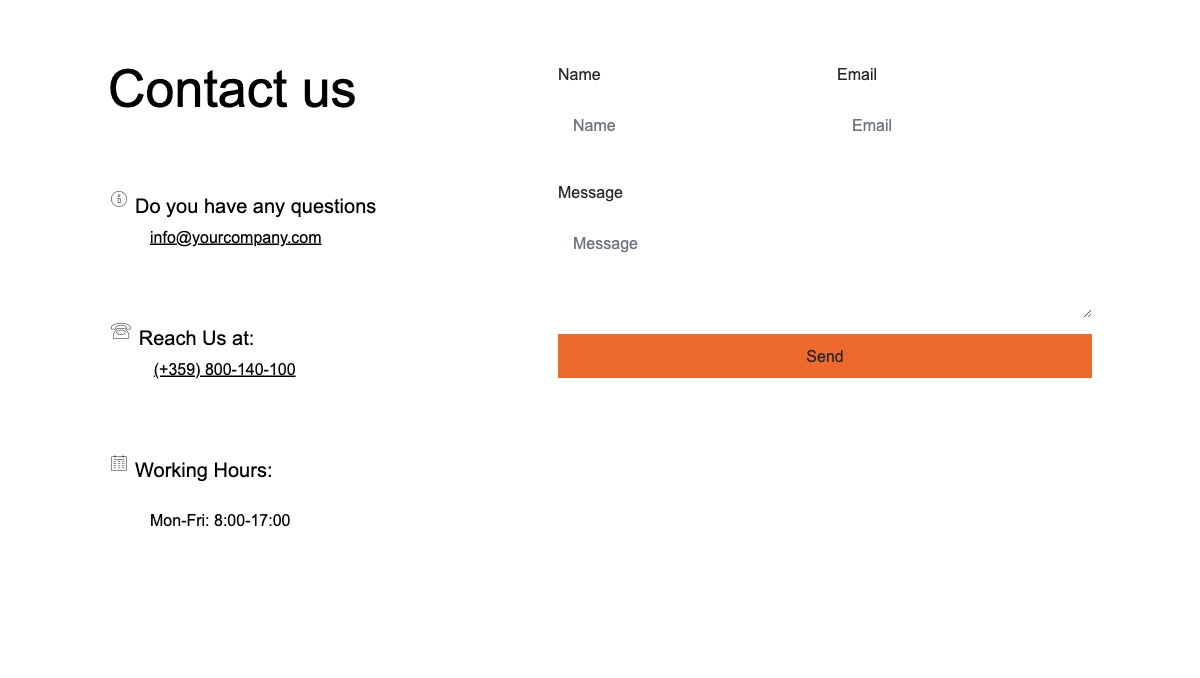 Contact us
Do you have any questions
info@yourcompany.com
Reach Us at:
(+359) 800-140-100
Working Hours:
Mon-Fri: 8:00-17:00
Name
Name
Email
Email
Message
Message
Send